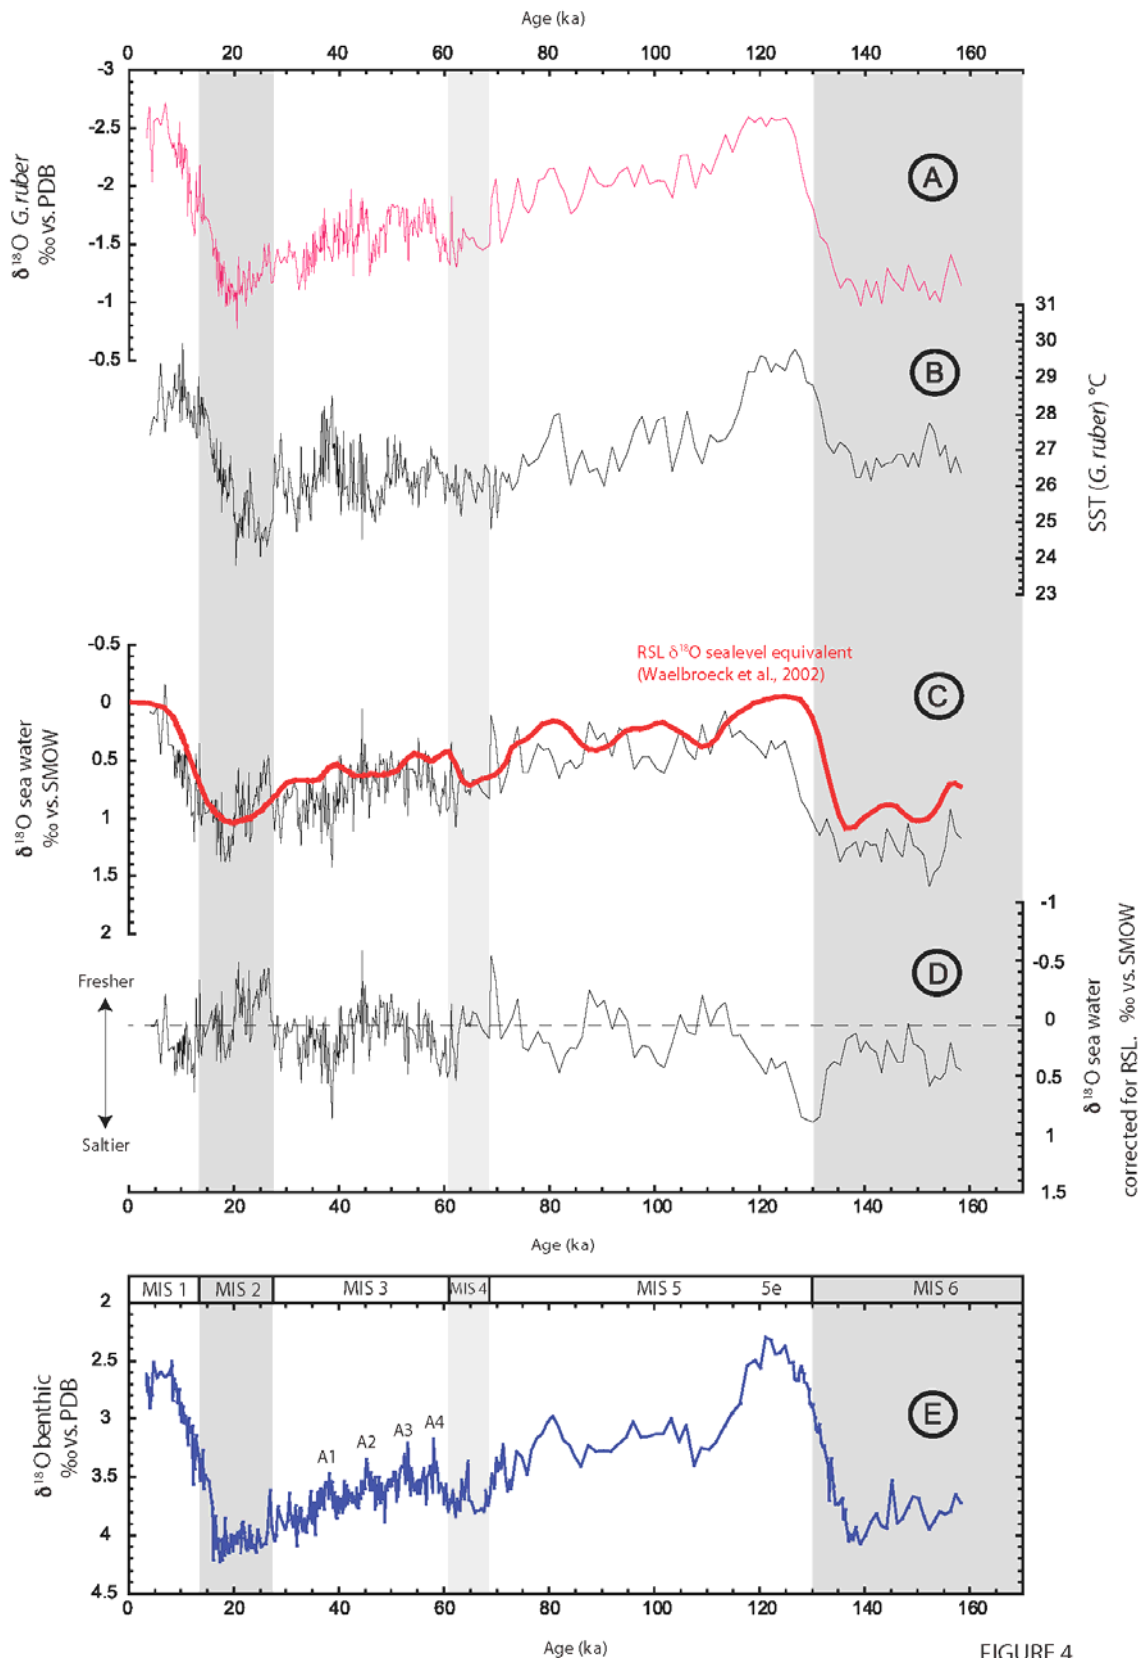 Age (ka)
0 20 40 60 80 100 120 140 160
-3
-2.5
-2
-1.5
-1
-0.5
δ¹⁸O G. ruber
‰ vs. PDB
A
31
30
29
28
27
26
25
24
23
SST (G. ruber) °C
B
-0.5
0
0.5
1
1.5
2
δ¹⁸O sea water
‰ vs. SMOW
RSL δ¹⁸O sealevel equivalent
(Waelbroeck et al., 2002)
C
-1
-0.5
0
0.5
1
1.5
δ¹⁸O sea water
corrected for RSL. ‰ vs. SMOW
Fresher
Saltier
D
0 20 40 60 80 100 120 140 160
Age (ka)
MIS 1 MIS 2 MIS 3 MIS 4 MIS 5 5e MIS 6
2
2.5
3
3.5
4
4.5
δ¹⁸O benthic
‰ vs. PDB
A1 A2 A3 A4
E
0 20 40 60 80 100 120 140 160
Age (ka)
FIGURE 4